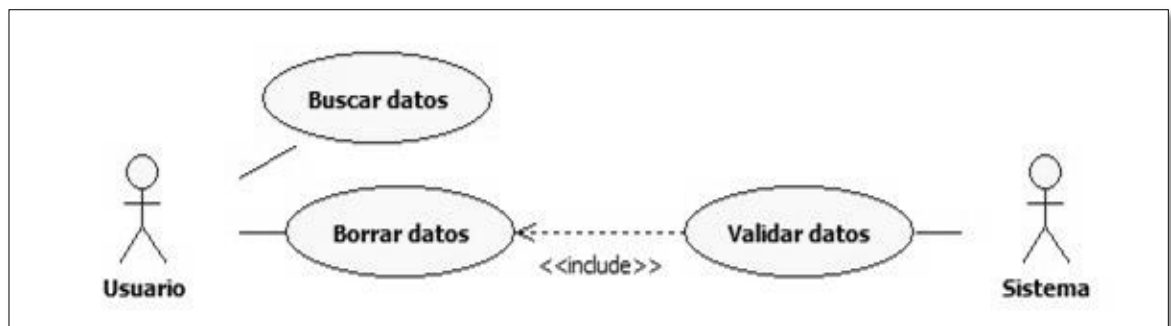 Buscar datos
Borrar datos
Validar datos
<<include>>
Usuario
Sistema